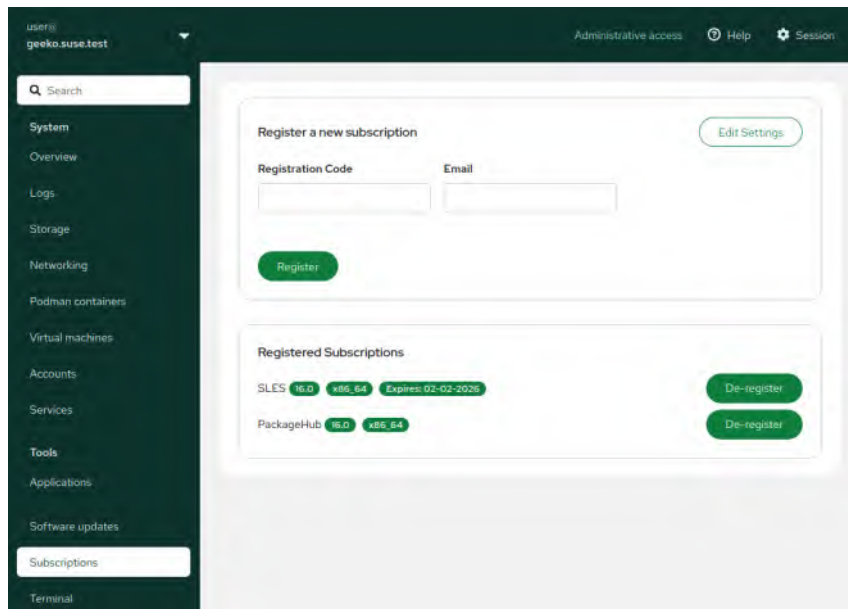 user@
geeko.suse.test
Administrative access
Help
Session
Search
System
Overview
Logs
Storage
Networking
Podman containers
Virtual machines
Accounts
Services
Tools
Applications
Software updates
Subscriptions
Terminal
Register a new subscription
Edit Settings
Registration Code Email
Register
Registered Subscriptions
SLES 16.0 x86_64 Expires: 02-02-2026 De-register
PackageHub 16.0 x86_64 De-register